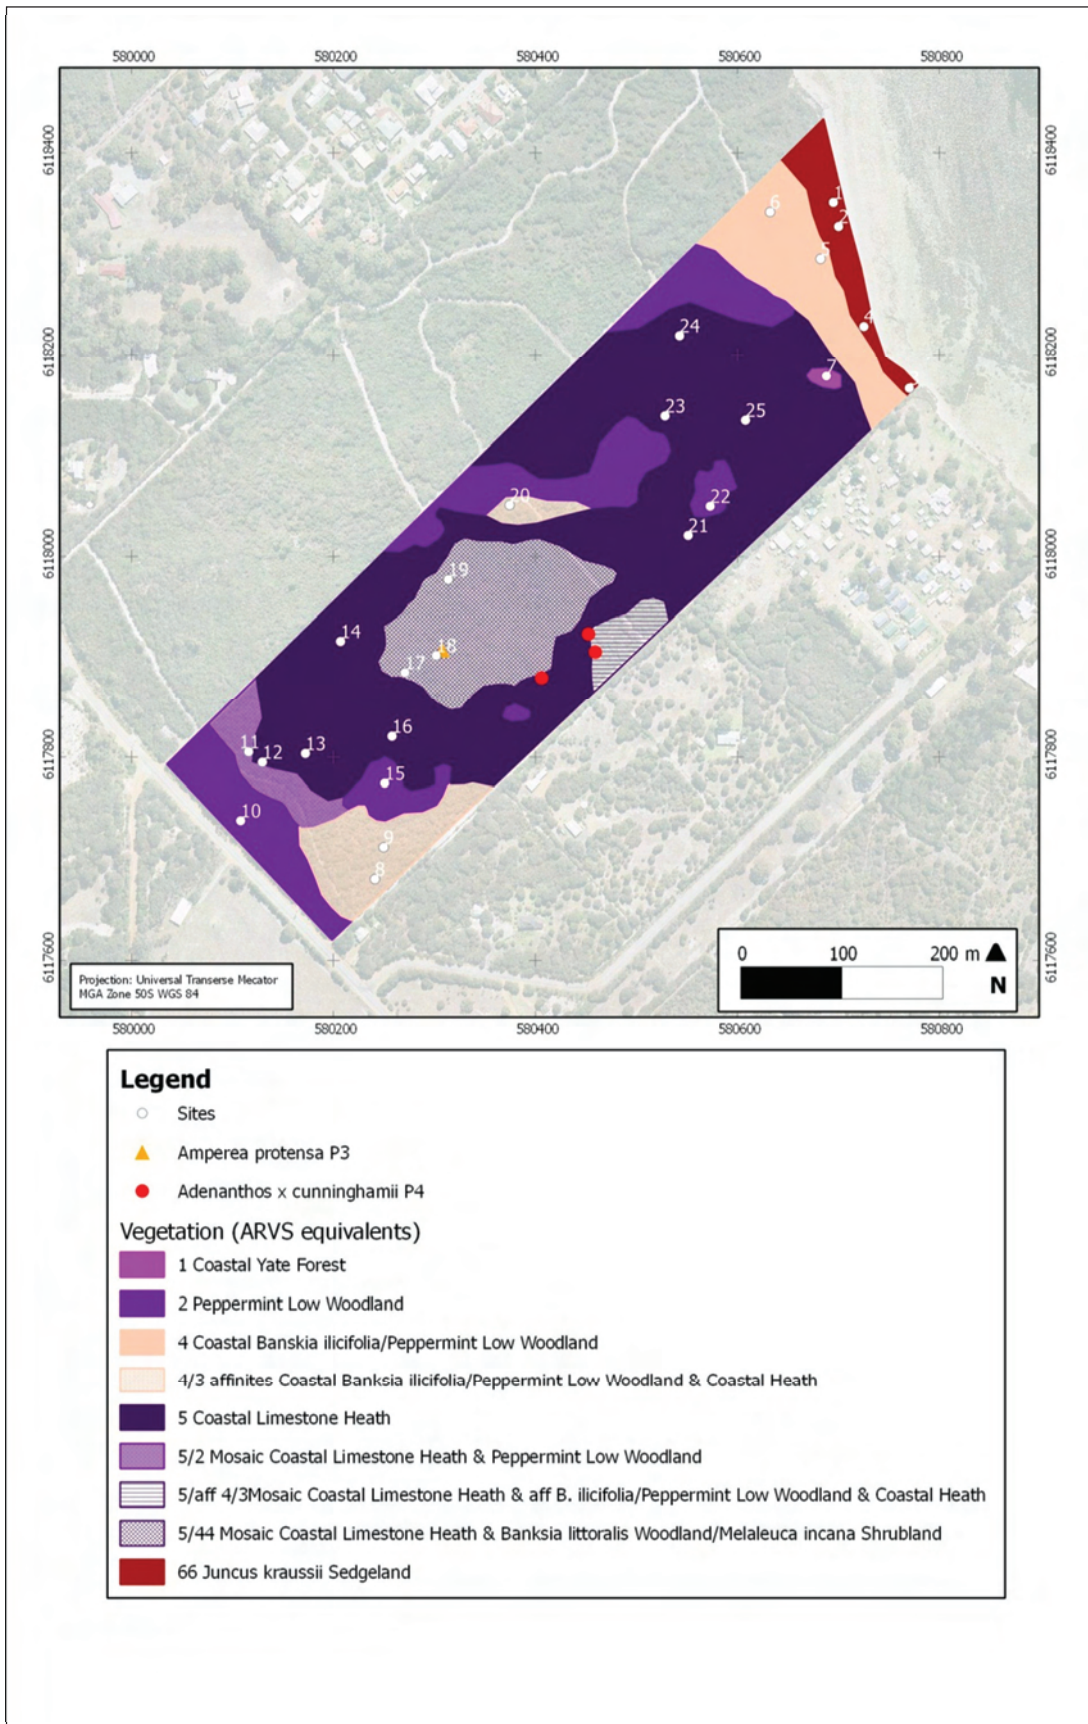 580000 580200 580400 580600 580800
6118400 6118400
6118200 6118200
6118000 6118000
6117800 6117800
6117600 6117600
1
6
2
5
4
24
7
23
25
20
22
21
19
14
18
17
16
11
12
13
15
10
9
8
0 100 200 m
N
Projection: Universal Transerse Mecator
MGA Zone 50S WGS 84
580000 580200 580400 580600 580800
Legend
Sites
Amperea protensa P3
Adenanthos x cunninghamii P4
Vegetation (ARVS equivalents)
1 Coastal Yate Forest
2 Peppermint Low Woodland
4 Coastal Banskia ilicifolia/Peppermint Low Woodland
4/3 affinites Coastal Banksia ilicifolia/Peppermint Low Woodland & Coastal Heath
5 Coastal Limestone Heath
5/2 Mosaic Coastal Limestone Heath & Peppermint Low Woodland
5/aff 4/3Mosaic Coastal Limestone Heath & aff B. ilicifolia/Peppermint Low Woodland & Coastal Heath
5/44 Mosaic Coastal Limestone Heath & Banksia littoralis Woodland/Melaleuca incana Shrubland
66 Juncus kraussii Sedgeland